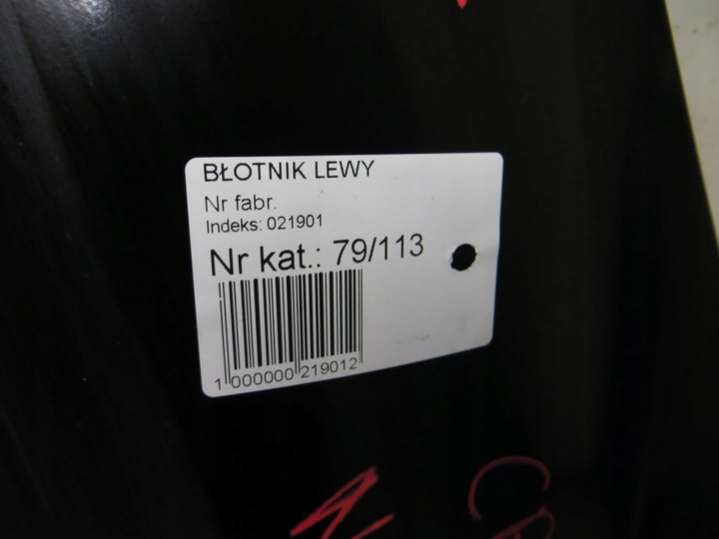 BŁOTNIK LEWY
Nr fabr.
Indeks: 021901
Nr kat.: 79/113
1 000000 219012